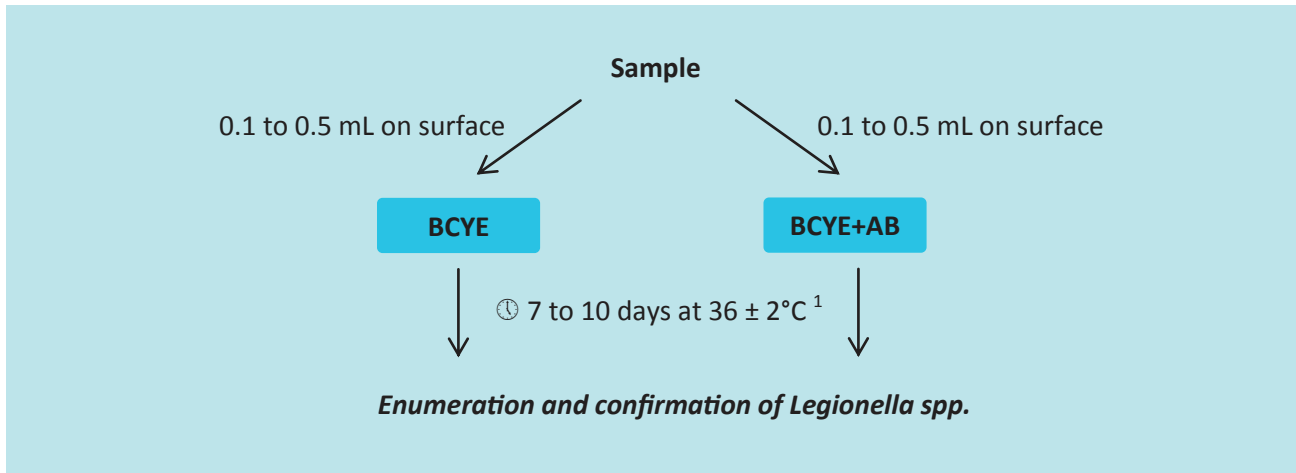 Sample
0.1 to 0.5 mL on surface
0.1 to 0.5 mL on surface
BCYE
BCYE+AB
7 to 10 days at 36 ± 2°C 1
Enumeration and confirmation of Legionella spp.